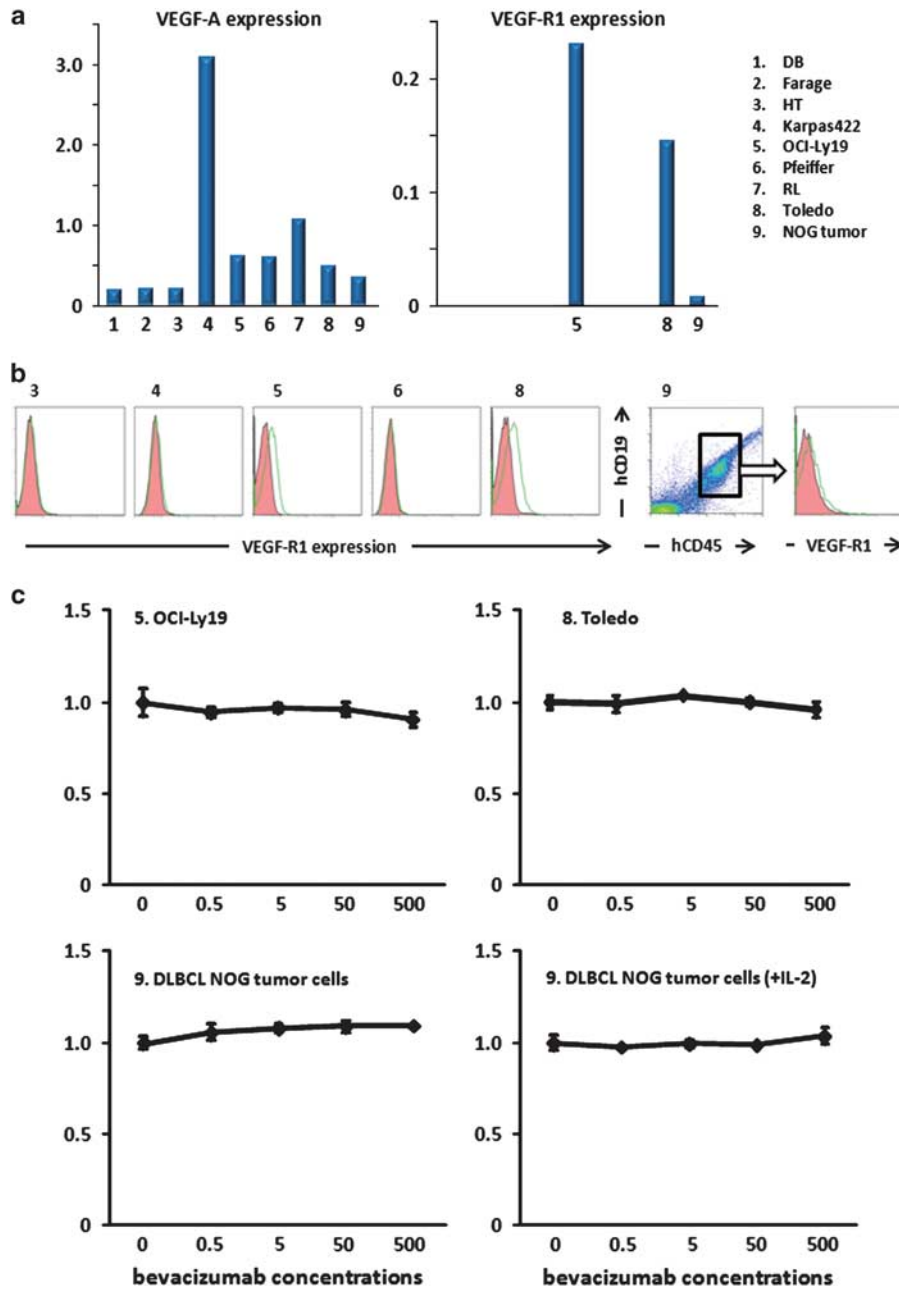 a
VEGF-A expression
VEGF-R1 expression
3.0
2.0
1.0
0
1 2 3 4 5 6 7 8 9
0.2
0.1
0
5 8 9
1. DB
2. Farage
3. HT
4. Karpas422
5. OCI-Ly19
6. Pfeiffer
7. RL
8. Toledo
9. NOG tumor
b
3 4 5 6 8 9
hCD19
VEGF-R1 expression
hCD45
VEGF-R1
c
5. OCI-Ly19
1.5
1.0
0.5
0
0 0.5 5 50 500
8. Toledo
1.5
1.0
0.5
0
0 0.5 5 50 500
9. DLBCL NOG tumor cells
1.5
1.0
0.5
0
0 0.5 5 50 500
bevacizumab concentrations
9. DLBCL NOG tumor cells (+IL-2)
1.5
1.0
0.5
0
0 0.5 5 50 500
bevacizumab concentrations